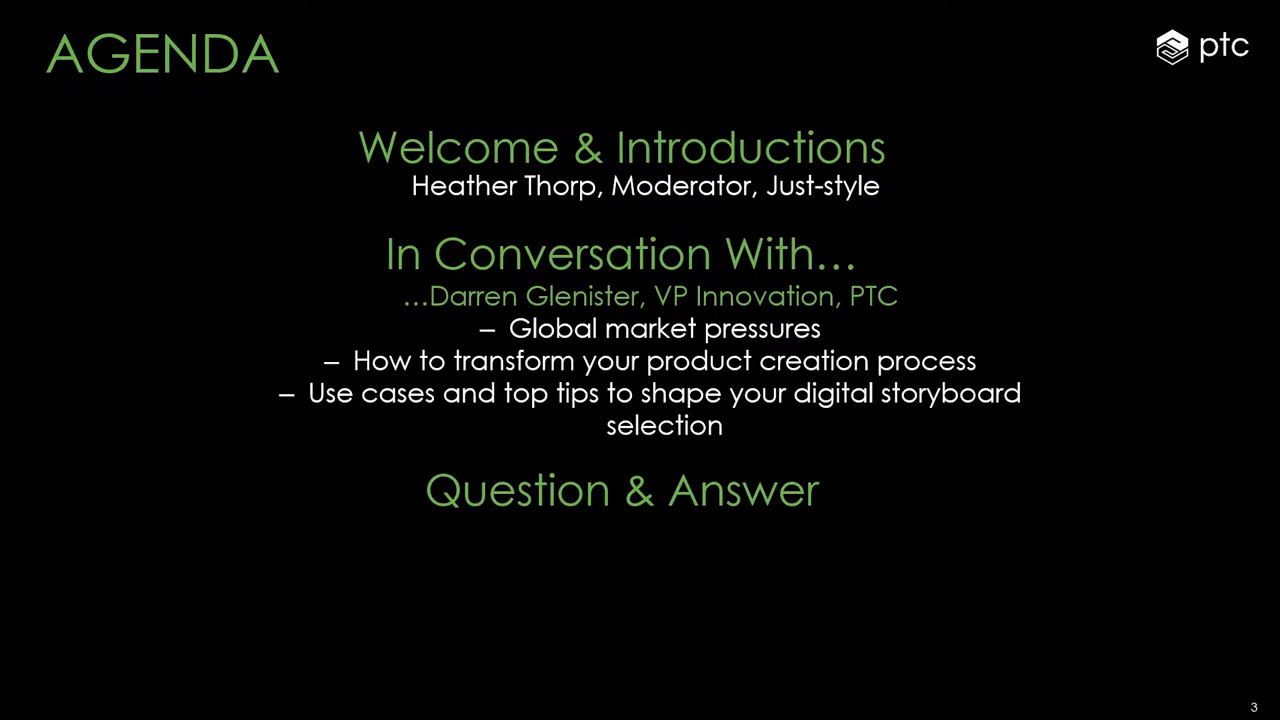 AGENDA
ptc
Welcome & Introductions
Heather Thorp, Moderator, Just-style
In Conversation With…
…Darren Glenister, VP Innovation, PTC
– Global market pressures
– How to transform your product creation process
– Use cases and top tips to shape your digital storyboard
selection
Question & Answer
3